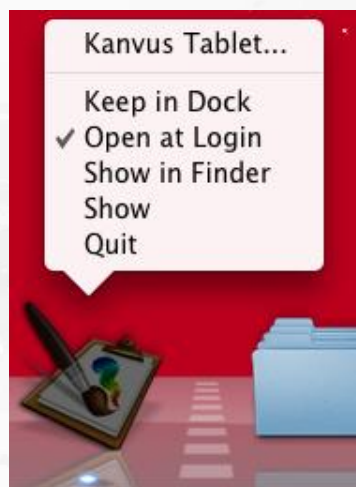 Kanvus Tablet...
Keep in Dock
✓ Open at Login
Show in Finder
Show
Quit